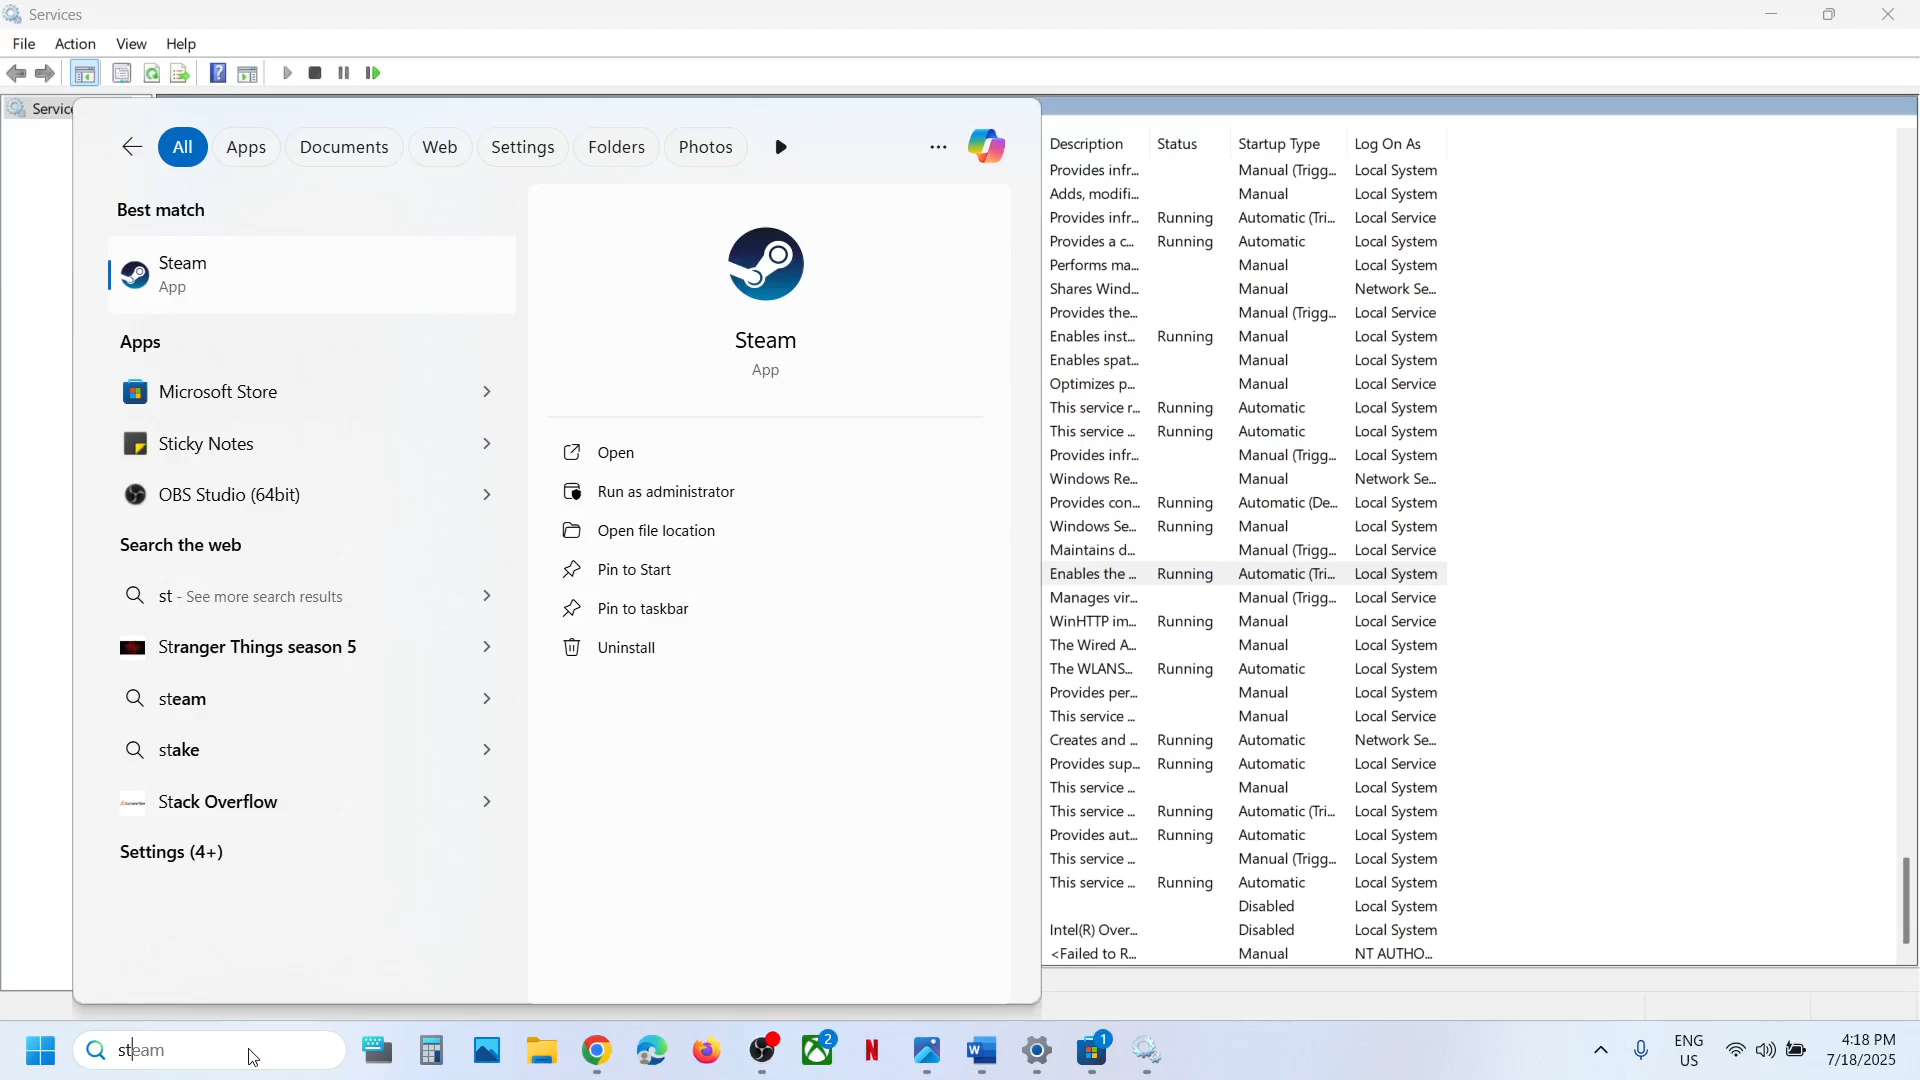 Services
File Action View Help
Service
All Apps Documents Web Settings Folders Photos
Best match
Steam
App
Apps
Microsoft Store
Sticky Notes
OBS Studio (64bit)
Search the web
st - See more search results
Stranger Things season 5
steam
stake
Stack Overflow
Settings (4+)
Steam
App
Open
Run as administrator
Open file location
Pin to Start
Pin to taskbar
Uninstall
Description Status Startup Type Log On As
Provides infr... Manual (Trigg... Local System
Adds, modifi... Manual Local System
Provides infr... Running Automatic (Tri... Local Service
Provides a c... Running Automatic Local System
Performs ma... Manual Local System
Shares Wind... Manual Network Se...
Provides the... Manual (Trigg... Local Service
Enables inst... Running Manual Local System
Enables spat... Manual Local System
Optimizes p... Manual Local Service
This service r... Running Automatic Local System
This service ... Running Automatic Local System
Provides infr... Manual (Trigg... Local System
Windows Re... Manual Network Se...
Provides con... Running Automatic (De... Local System
Windows Se... Running Manual Local System
Maintains d... Manual (Trigg... Local Service
Enables the ... Running Automatic (Tri... Local System
Manages vir... Manual (Trigg... Local Service
WinHTTP im... Running Manual Local Service
The Wired A... Manual Local System
The WLANS... Running Automatic Local System
Provides per... Manual Local System
This service ... Manual Local Service
Creates and ... Running Automatic Network Se...
Provides sup... Running Automatic Local Service
This service ... Manual Local System
This service ... Running Automatic (Tri... Local System
Provides aut... Running Automatic Local System
This service ... Manual (Trigg... Local System
This service ... Running Automatic Local System
Disabled Local System
Intel(R) Over... Disabled Local System
<Failed to R... Manual NT AUTHO...
steam
2
1
ENG
US
4:18 PM
7/18/2025